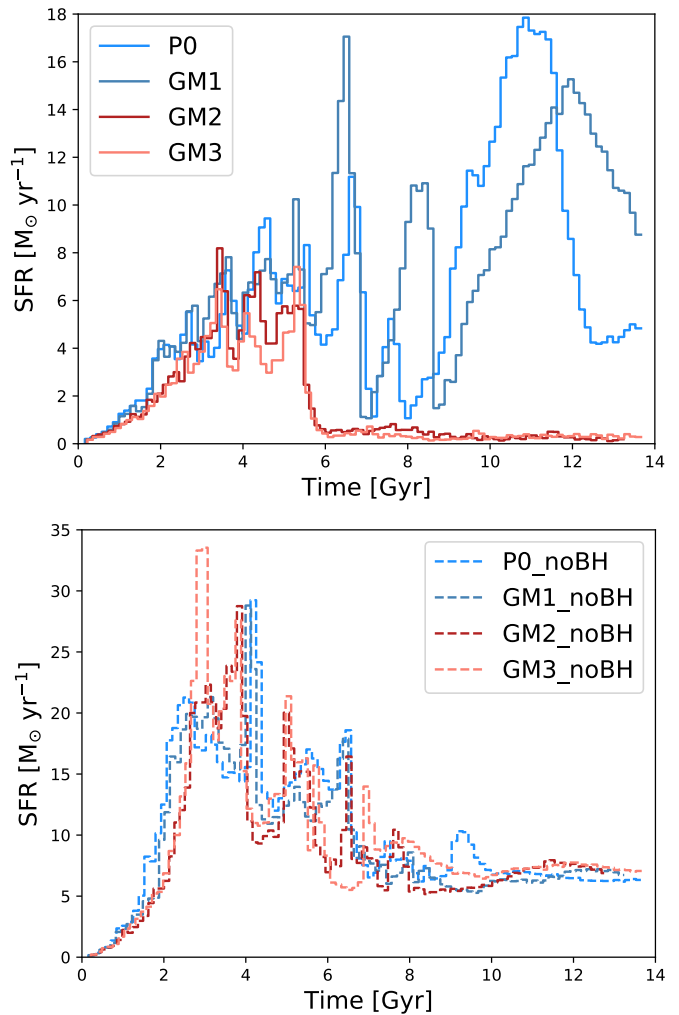 18
16
14
12
10
8
6
4
2
0
SFR [M⊙ yr⁻¹]
P0
GM1
GM2
GM3
0 2 4 6 8 10 12 14
Time [Gyr]
35
30
25
20
15
10
5
0
SFR [M⊙ yr⁻¹]
P0_noBH
GM1_noBH
GM2_noBH
GM3_noBH
0 2 4 6 8 10 12 14
Time [Gyr]